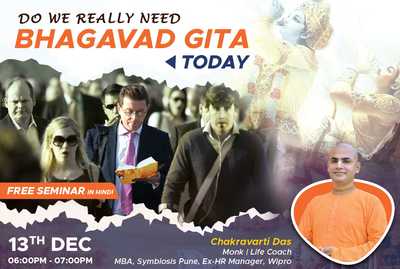 DO WE REALLY NEED
BHAGAVAD GITA
TODAY
FREE SEMINAR IN HINDI
13TH DEC
06:00PM - 07:00PM
Chakravarti Das
Monk | Life Coach
MBA, Symbiosis Pune, Ex-HR Manager, Wipro